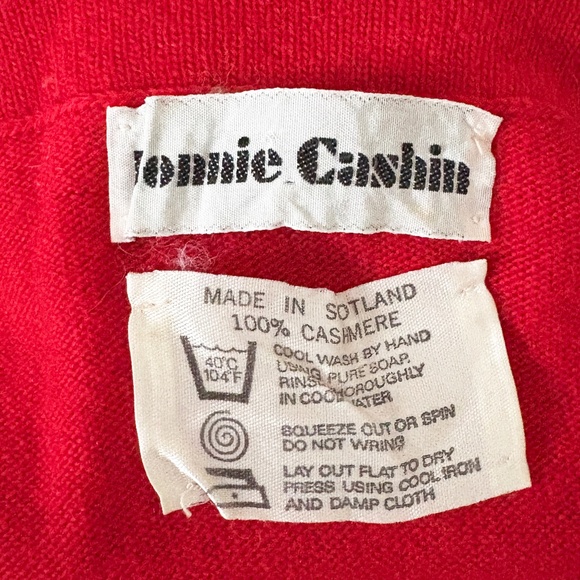 onnie Cashin
MADE IN SOTLAND
100% CASHMERE
40°C
104°F
COOL WASH BY HAND
USING PURE SOAP.
RINSE THOROUGHLY
IN COOL WATER
SQUEEZE OUT OR SPIN
DO NOT WRING
LAY OUT FLAT TO DRY
PRESS USING COOL IRON
AND DAMP CLOTH